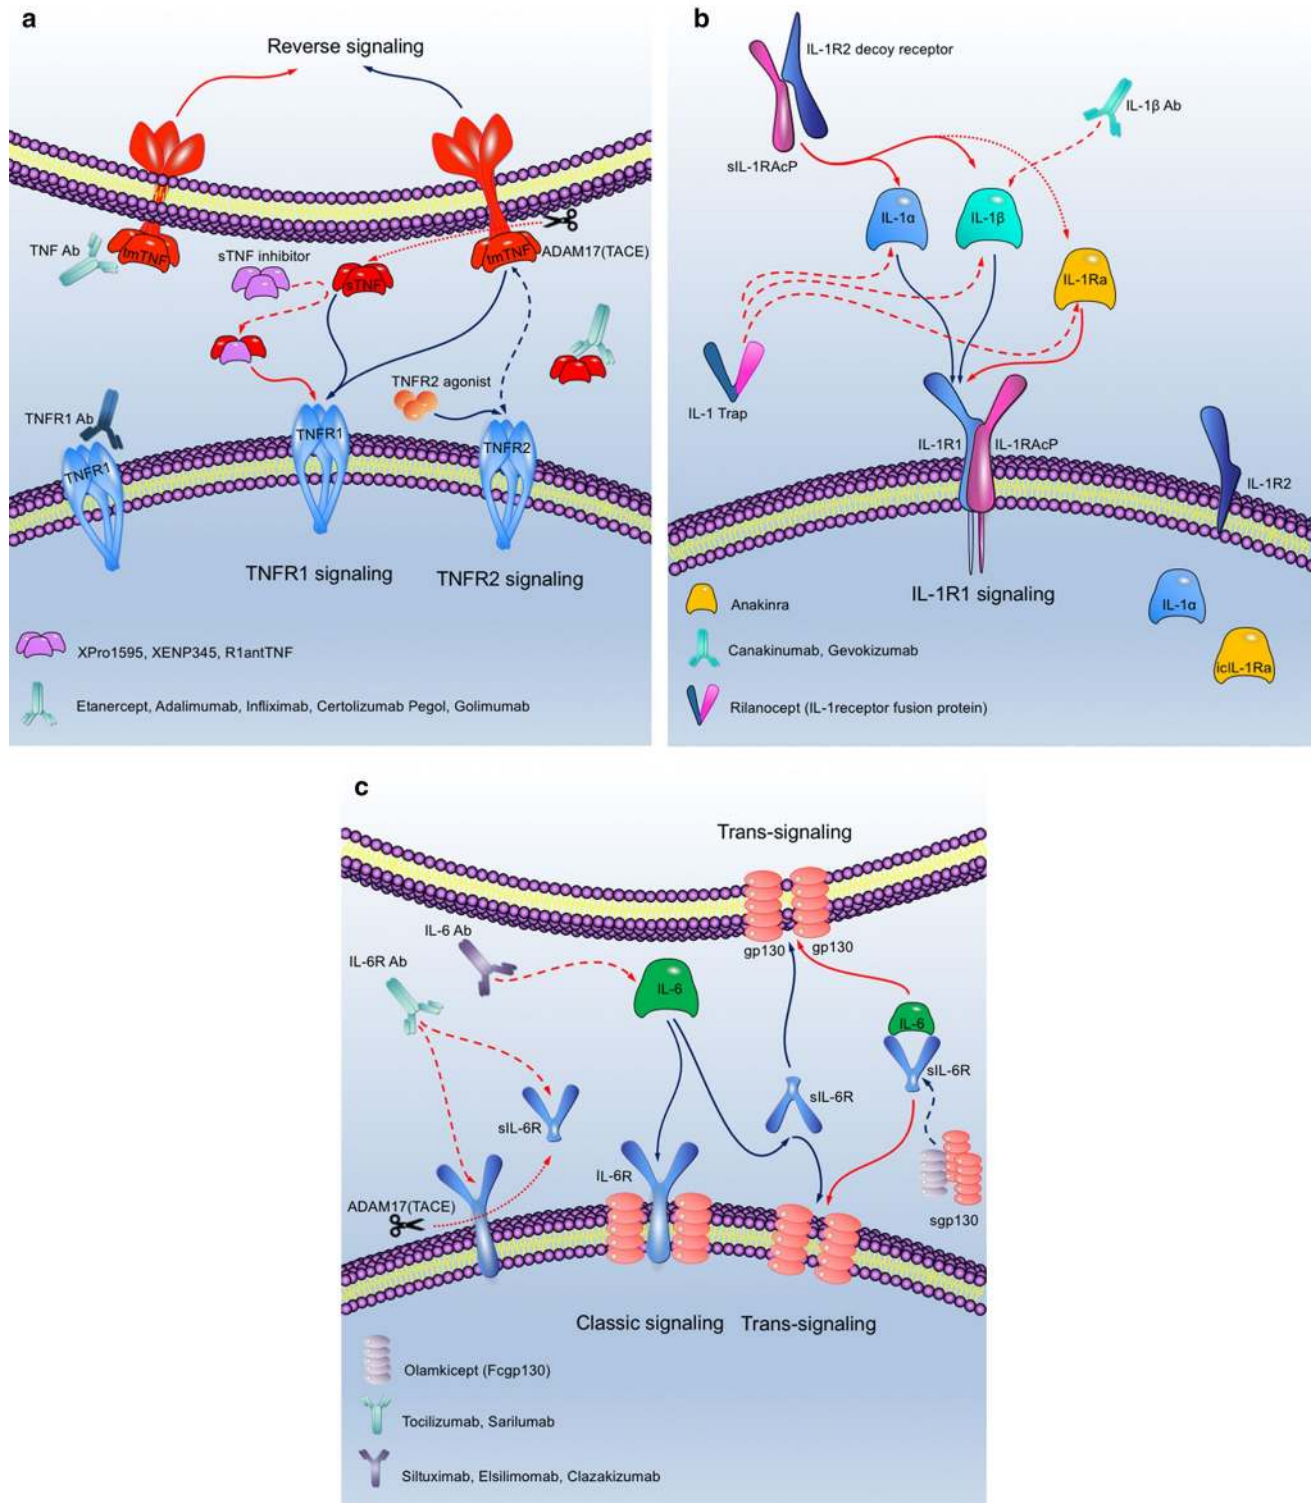 a
Reverse signaling
TNF Ab
tmTNF
sTNF inhibitor
sTNF
tmTNF
ADAM17(TACE)
TNFR2 agonist
TNFR1 Ab
TNFR1
TNFR1
TNFR2
TNFR1 signaling
TNFR2 signaling
XPro1595, XENP345, R1antTNF
Etanercept, Adalimumab, Infliximab, Certolizumab Pegol, Golimumab
b
IL-1R2 decoy receptor
IL-1β Ab
sIL-1RAcP
IL-1α
IL-1β
IL-1Ra
IL-1 Trap
IL-1R1
IL-1RAcP
IL-1R2
IL-1R1 signaling
Anakinra
IL-1α
Canakinumab, Gevokizumab
icIL-1Ra
Rilanocept (IL-1receptor fusion protein)
c
Trans-signaling
IL-6 Ab
gp130
gp130
IL-6R Ab
IL-6
IL-6
sIL-6R
sIL-6R
sIL-6R
IL-6R
ADAM17(TACE)
sgp130
Classic signaling
Trans-signaling
Olamkicept (Fcgp130)
Tocilizumab, Sarilumab
Siltuximab, Elsilimomab, Clazakizumab